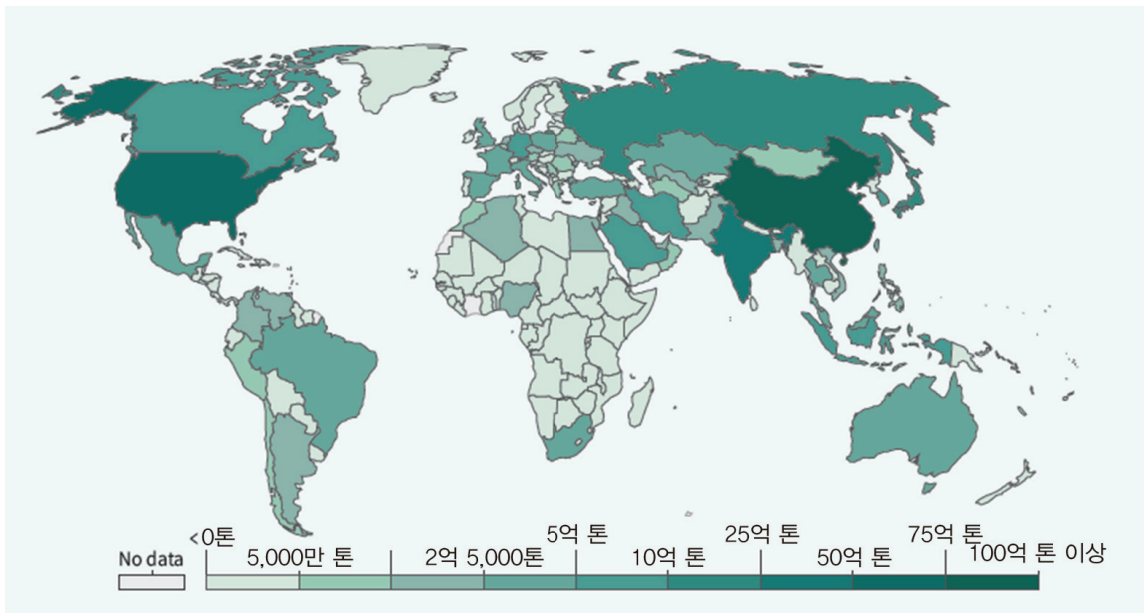 <0톤
5억 톤
25억 톤
75억 톤
No data
5,000만 톤
2억 5,000톤
10억 톤
50억 톤
100억 톤 이상